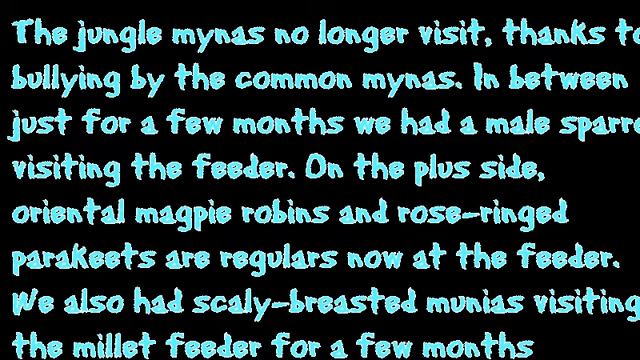 The jungle mynas no longer visit, thanks to
bullying by the common mynas. In between
just for a few months we had a male sparro
visiting the feeder. On the plus side,
oriental magpie robins and rose-ringed
parakeets are regulars now at the feeder.
We also had scaly-breasted munias visiting
the millet feeder for a few months